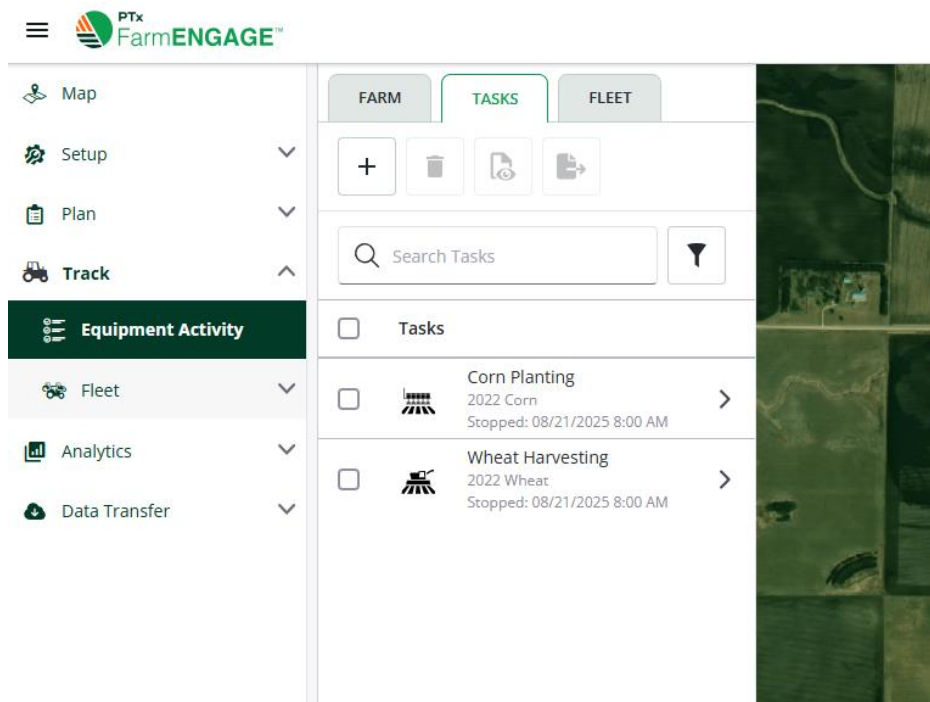 PTx
FarmENGAGE™
Map
Setup
Plan
Track
Equipment Activity
Fleet
Analytics
Data Transfer
FARM
TASKS
FLEET
Search Tasks
Tasks
Corn Planting
2022 Corn
Stopped: 08/21/2025 8:00 AM
Wheat Harvesting
2022 Wheat
Stopped: 08/21/2025 8:00 AM